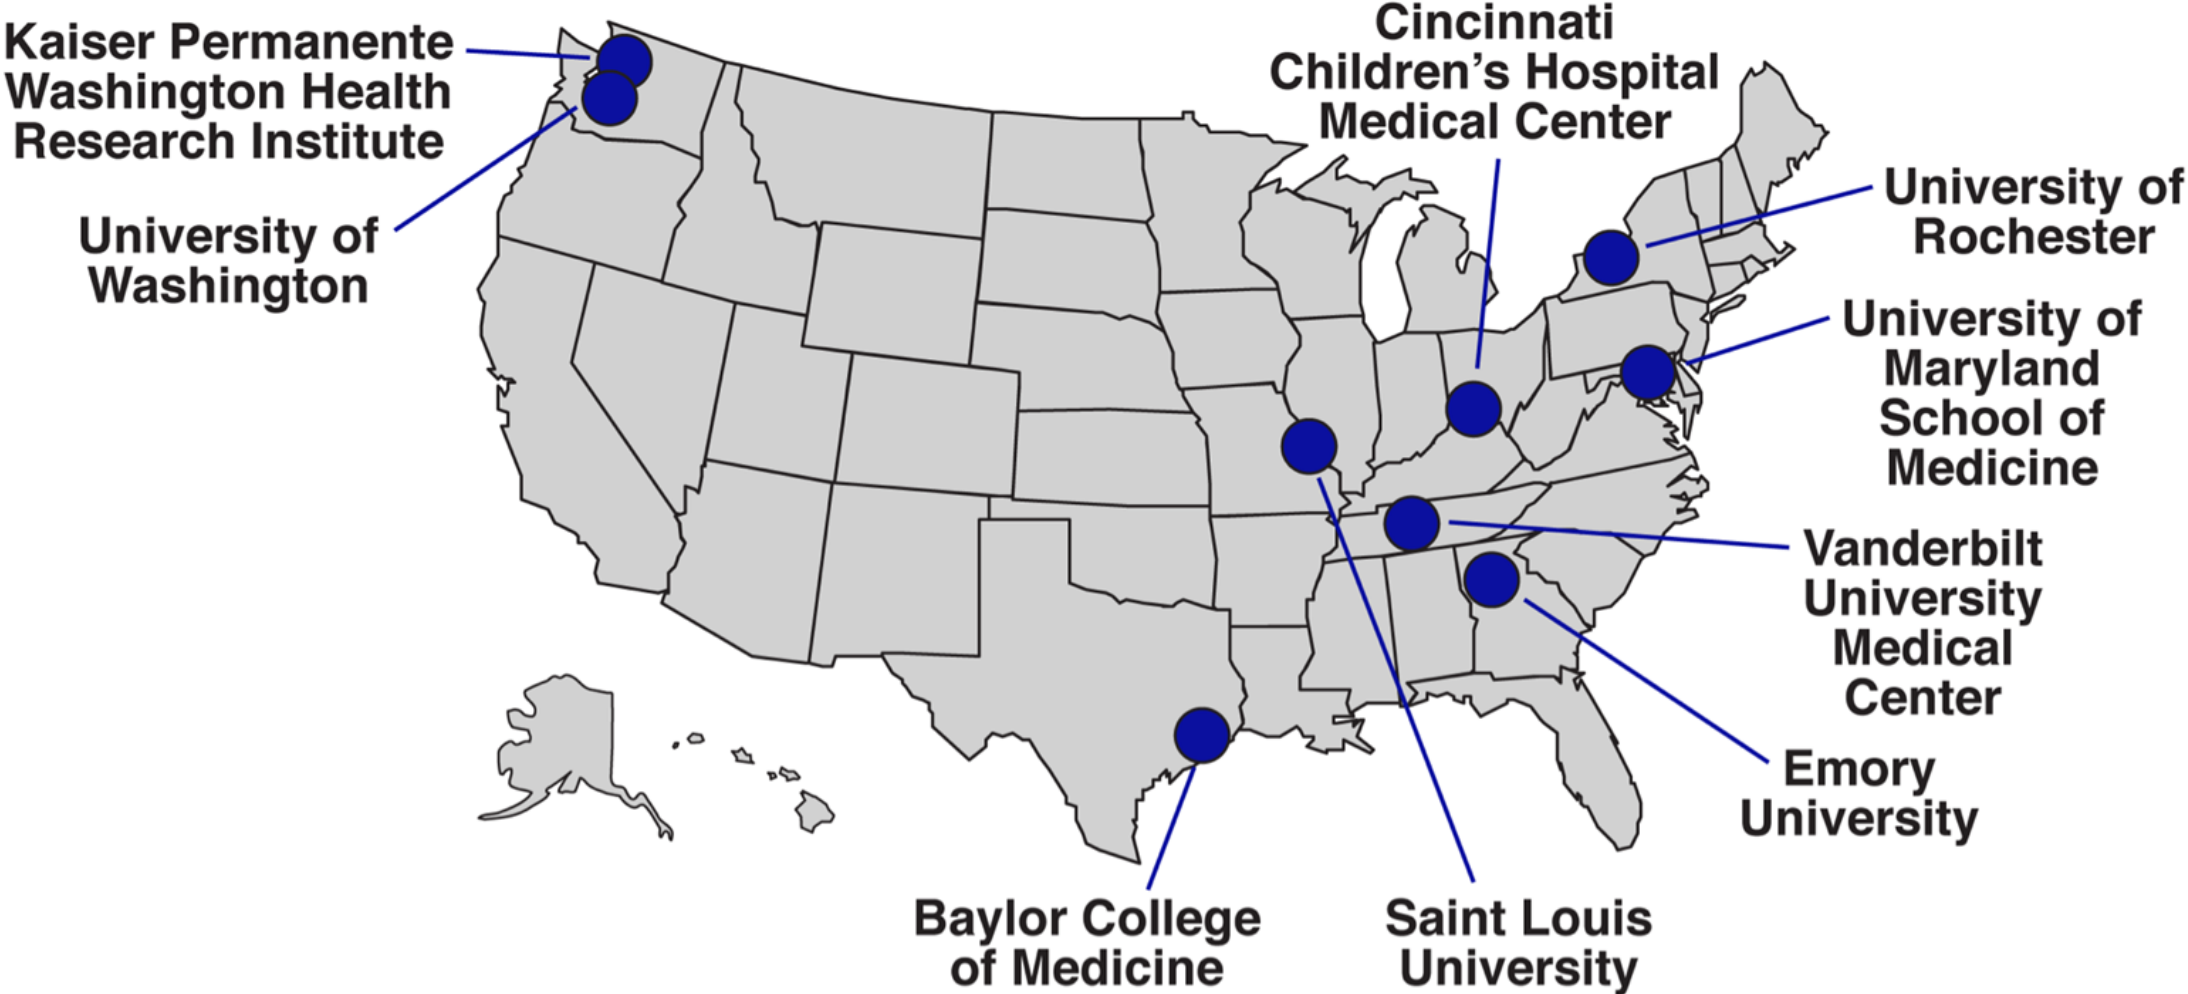 Kaiser Permanente
Washington Health
Research Institute
University of
Washington
Cincinnati
Children’s Hospital
Medical Center
University of
Rochester
University of
Maryland
School of
Medicine
Vanderbilt
University
Medical
Center
Emory
University
Baylor College
of Medicine
Saint Louis
University